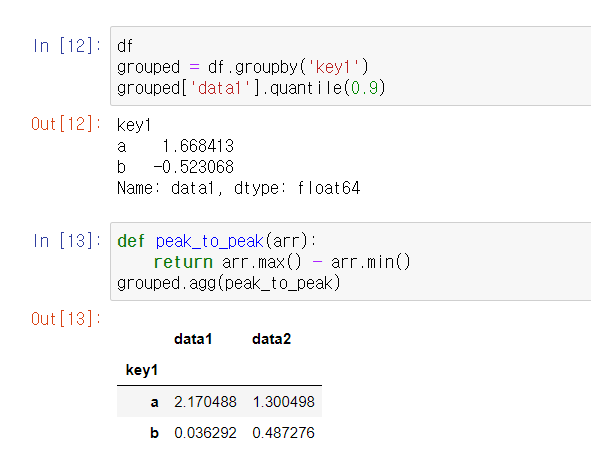 In [12]: df
grouped = df.groupby('key1')
grouped['data1'].quantile(0.9)
Out[12]: key1
a    1.668413
b   -0.523068
Name: data1, dtype: float64
In [13]: def peak_to_peak(arr):
    return arr.max() - arr.min()
grouped.agg(peak_to_peak)
Out[13]:
data1 data2
key1
a 2.170488 1.300498
b 0.036292 0.487276